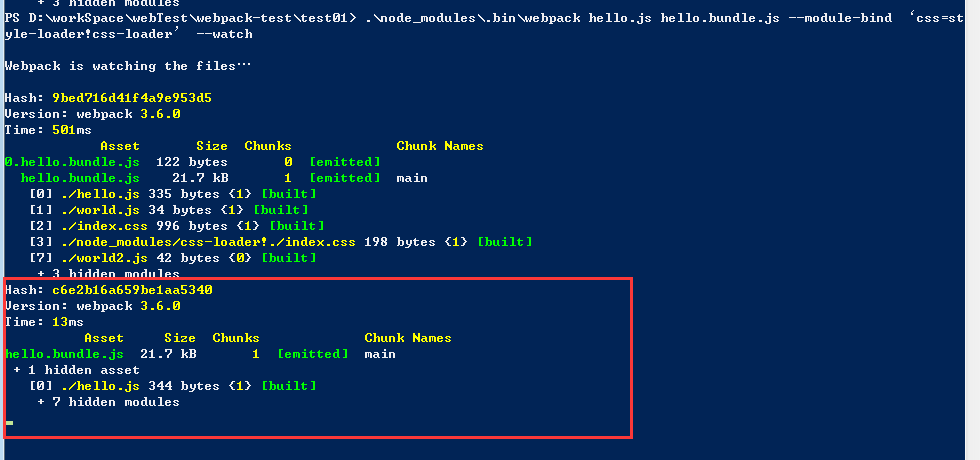 + 3 hidden modules
PS D:\workSpace\webTest\webpack-test\test01> .\node_modules\.bin\webpack hello.js hello.bundle.js --module-bind ‘css=st
yle-loader!css-loader’ --watch
Webpack is watching the files…
Hash: 9bed716d41f4a9e953d5
Version: webpack 3.6.0
Time: 501ms
Asset Size Chunks Chunk Names
0.hello.bundle.js 122 bytes 0 [emitted]
hello.bundle.js 21.7 kB 1 [emitted] main
[0] ./hello.js 335 bytes {1} [built]
[1] ./world.js 34 bytes {1} [built]
[2] ./index.css 996 bytes {1} [built]
[3] ./node_modules/css-loader!./index.css 198 bytes {1} [built]
[7] ./world2.js 42 bytes {0} [built]
+ 3 hidden modules
Hash: c6e2b16a659be1aa5340
Version: webpack 3.6.0
Time: 13ms
Asset Size Chunks Chunk Names
hello.bundle.js 21.7 kB 1 [emitted] main
+ 1 hidden asset
[0] ./hello.js 344 bytes {1} [built]
+ 7 hidden modules